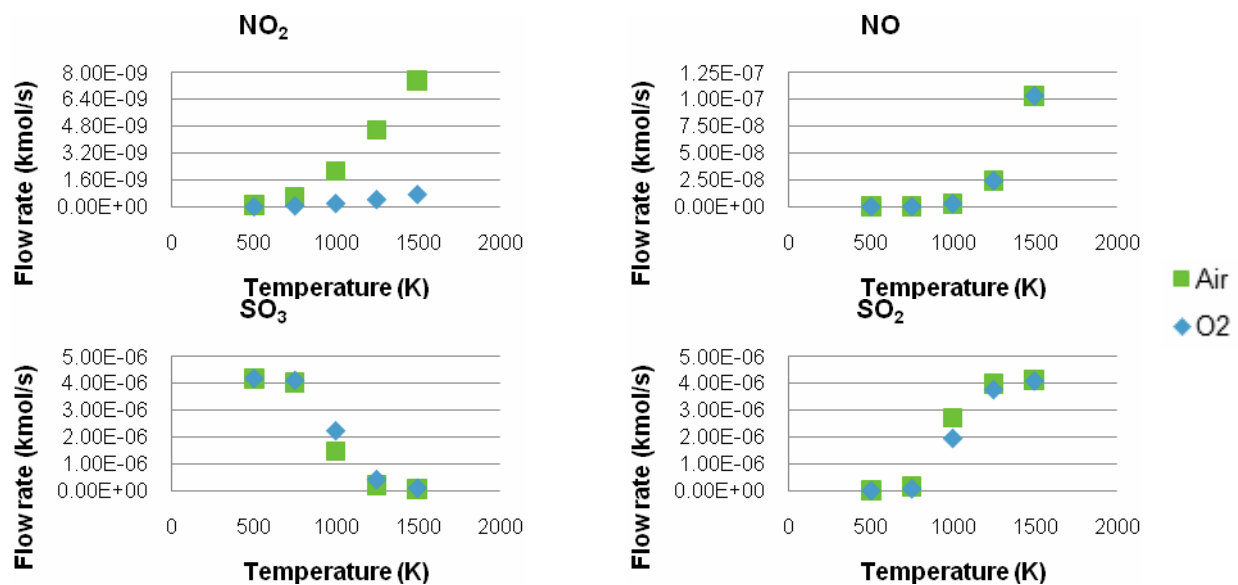 NO₂
Flow rate (kmol/s)
8.00E-09
6.40E-09
4.80E-09
3.20E-09
1.60E-09
0.00E+00
0 500 1000 1500 2000
Temperature (K)
NO
Flow rate (kmol/s)
1.25E-07
1.00E-07
7.50E-08
5.00E-08
2.50E-08
0.00E+00
0 500 1000 1500 2000
Temperature (K)
Air
O2
SO₃
Flow rate (kmol/s)
5.00E-06
4.00E-06
3.00E-06
2.00E-06
1.00E-06
0.00E+00
0 500 1000 1500 2000
Temperature (K)
SO₂
Flow rate (kmol/s)
5.00E-06
4.00E-06
3.00E-06
2.00E-06
1.00E-06
0.00E+00
0 500 1000 1500 2000
Temperature (K)